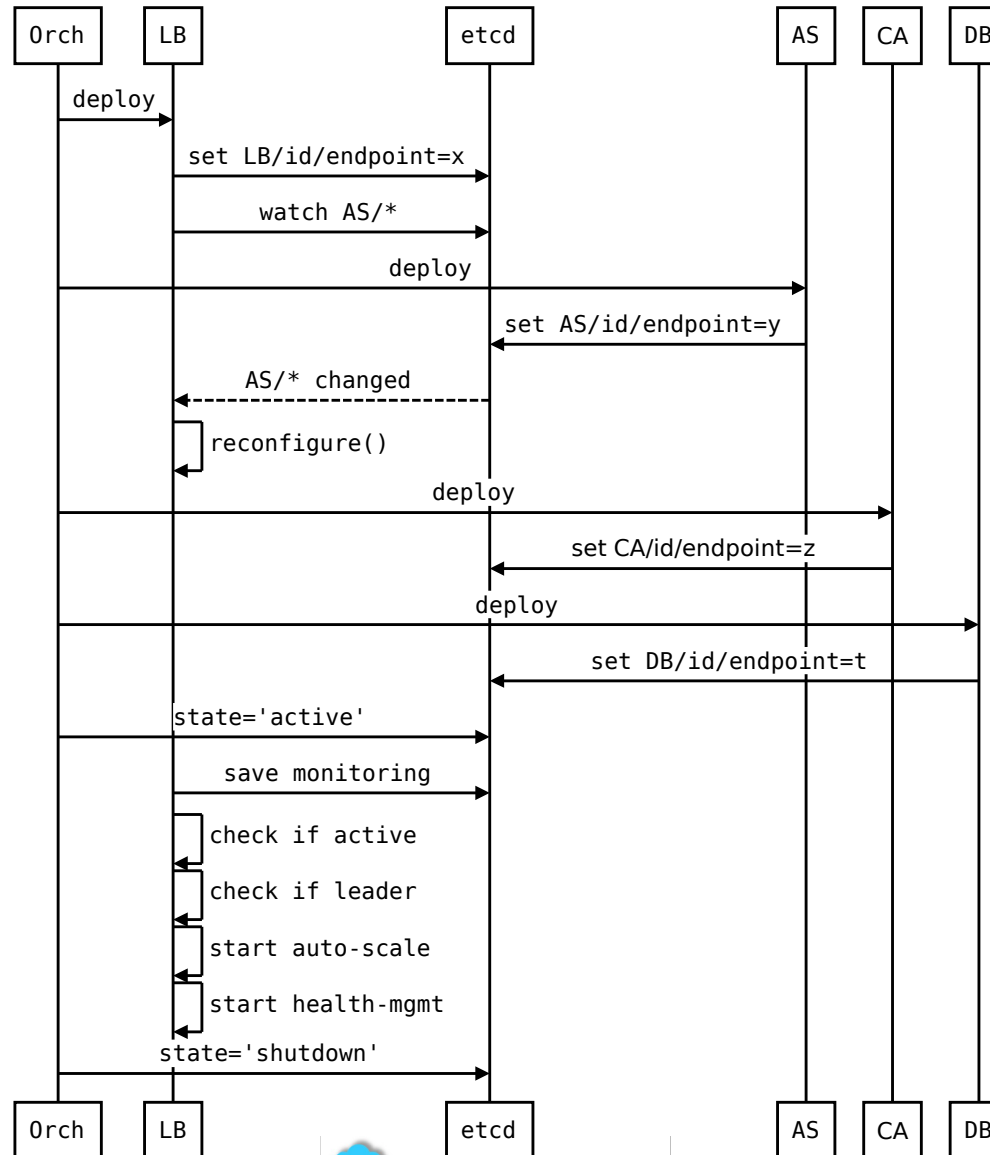 Orch LB etcd AS CA DB
deploy
set LB/id/endpoint=x
watch AS/*
deploy
set AS/id/endpoint=y
AS/* changed
reconfigure()
deploy
set CA/id/endpoint=z
deploy
set DB/id/endpoint=t
state='active'
save monitoring
check if active
check if leader
start auto-scale
start health-mgmt
state='shutdown'
Orch LB etcd AS CA DB